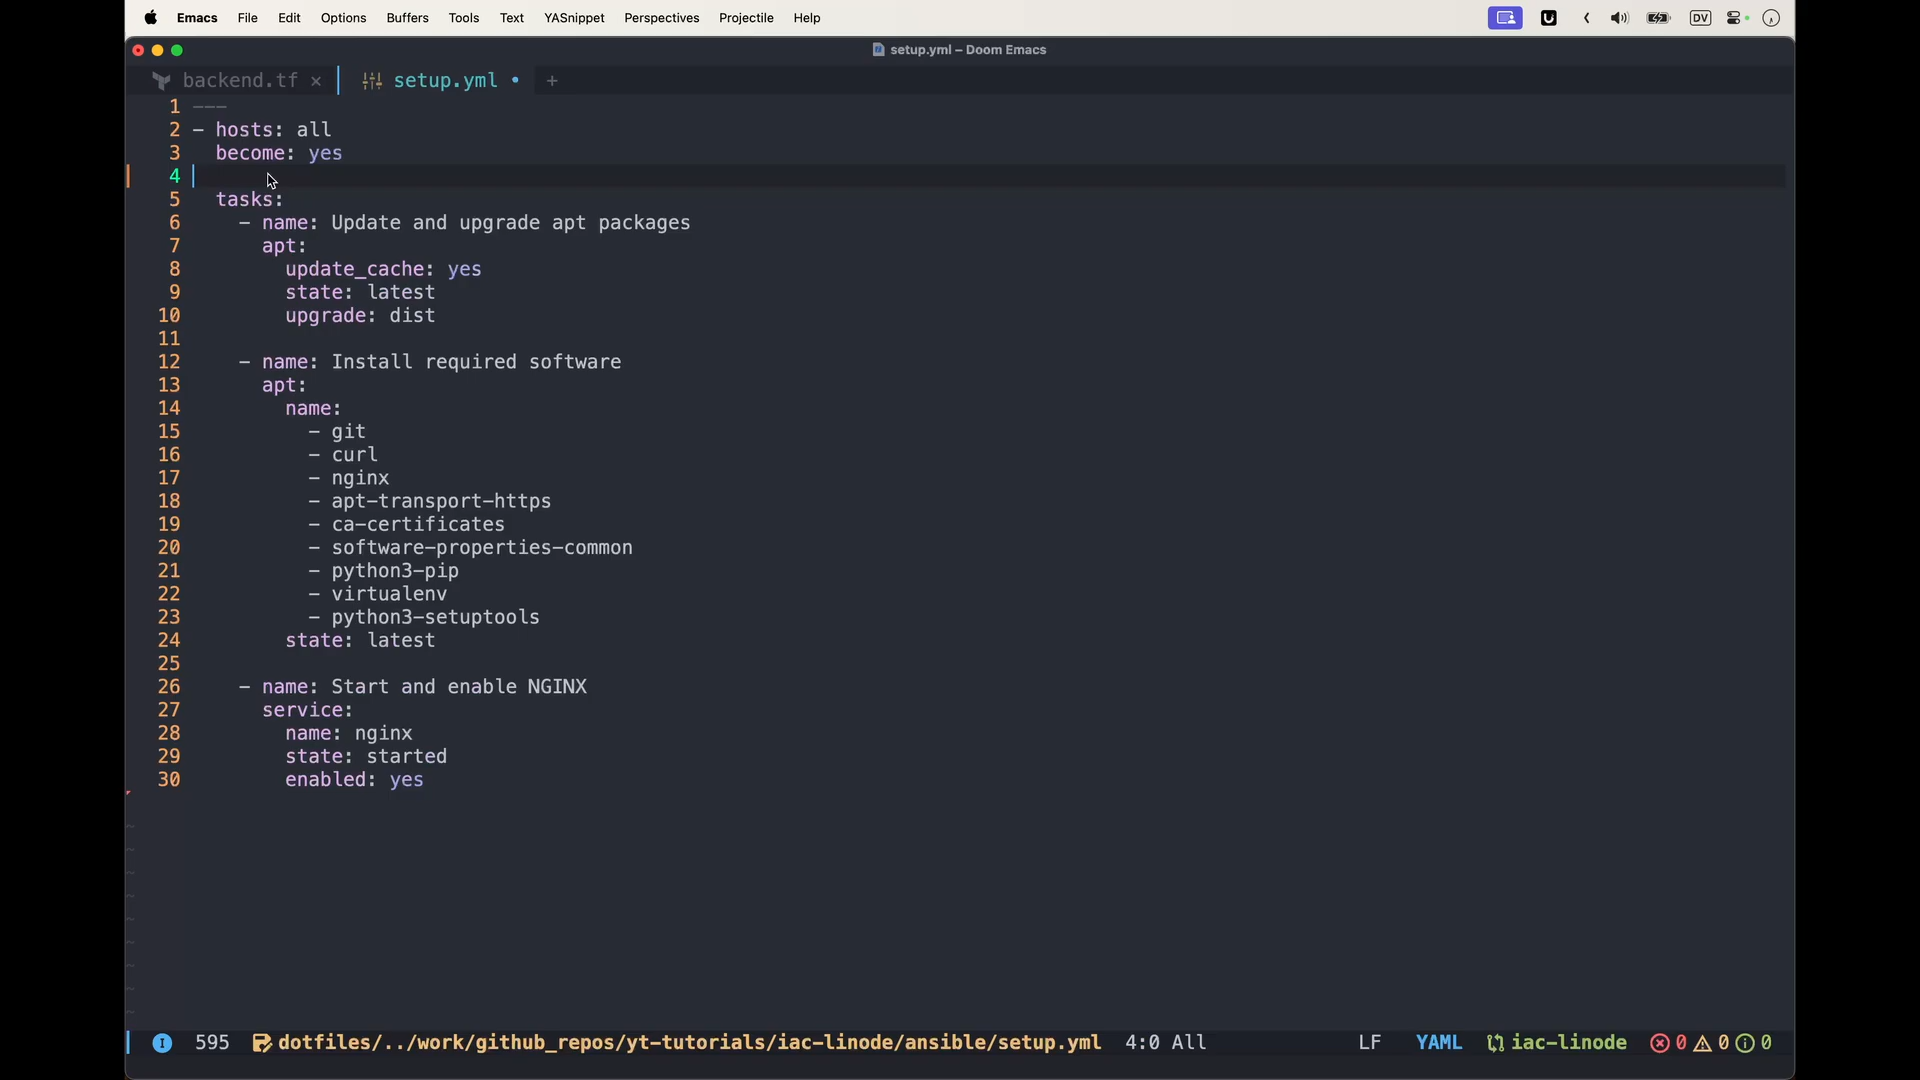 Emacs File Edit Options Buffers Tools Text YASnippet Perspectives Projectile Help DV
setup.yml – Doom Emacs
backend.tf × setup.yml • +
1 ---
2 - hosts: all
3 become: yes
4
5 tasks:
6 - name: Update and upgrade apt packages
7 apt:
8 update_cache: yes
9 state: latest
10 upgrade: dist
11
12 - name: Install required software
13 apt:
14 name:
15 - git
16 - curl
17 - nginx
18 - apt-transport-https
19 - ca-certificates
20 - software-properties-common
21 - python3-pip
22 - virtualenv
23 - python3-setuptools
24 state: latest
25
26 - name: Start and enable NGINX
27 service:
28 name: nginx
29 state: started
30 enabled: yes
I 595 dotfiles/../work/github_repos/yt-tutorials/iac-linode/ansible/setup.yml 4:0 All LF YAML iac-linode 0 0 0